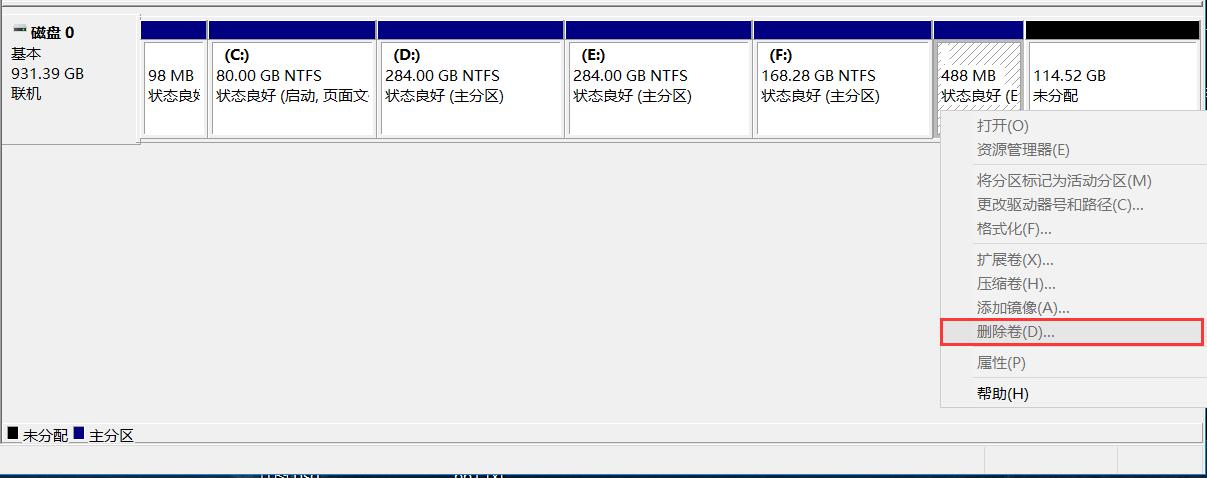 磁盘 0
基本
931.39 GB
联机
98 MB
状态良好
(C:)
80.00 GB NTFS
状态良好 (启动, 页面文
(D:)
284.00 GB NTFS
状态良好 (主分区)
(E:)
284.00 GB NTFS
状态良好 (主分区)
(F:)
168.28 GB NTFS
状态良好 (主分区)
488 MB
状态良好 (E
114.52 GB
未分配
打开(O)
资源管理器(E)
将分区标记为活动分区(M)
更改驱动器号和路径(C)...
格式化(F)...
扩展卷(X)...
压缩卷(H)...
添加镜像(A)...
删除卷(D)...
属性(P)
帮助(H)
未分配 主分区